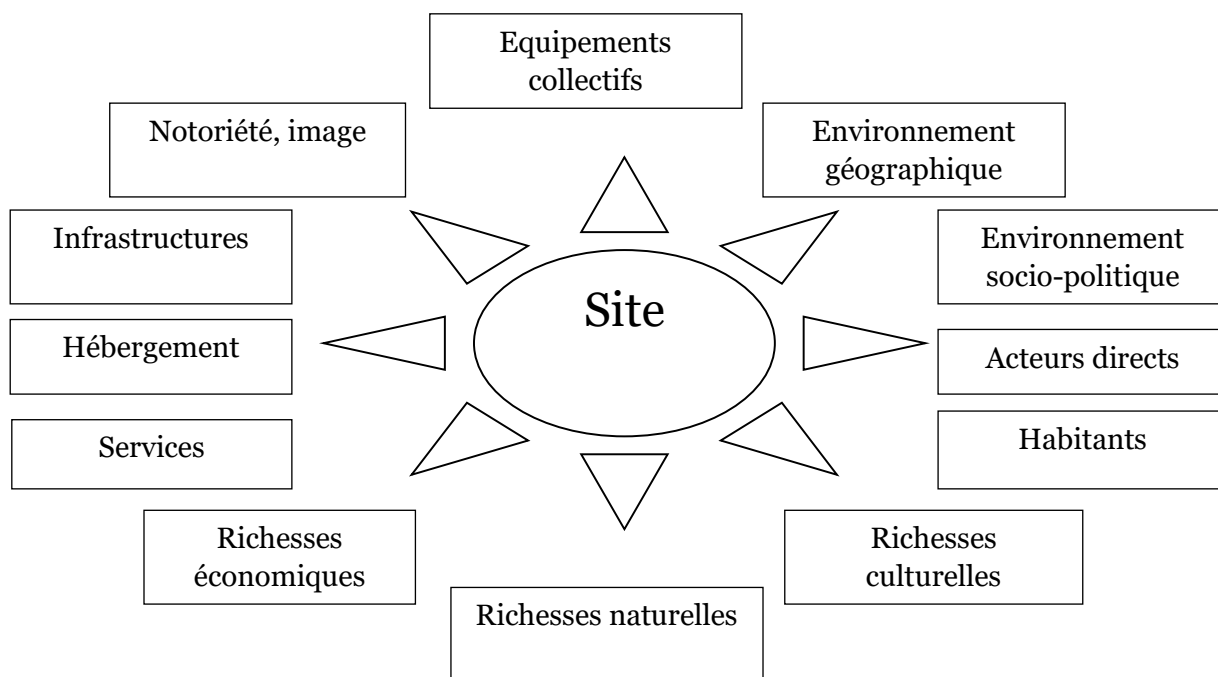 Equipements
collectifs
Notoriété, image
Environnement
géographique
Infrastructures
Environnement
socio-politique
Site
Hébergement
Acteurs directs
Services
Habitants
Richesses
économiques
Richesses
culturelles
Richesses naturelles